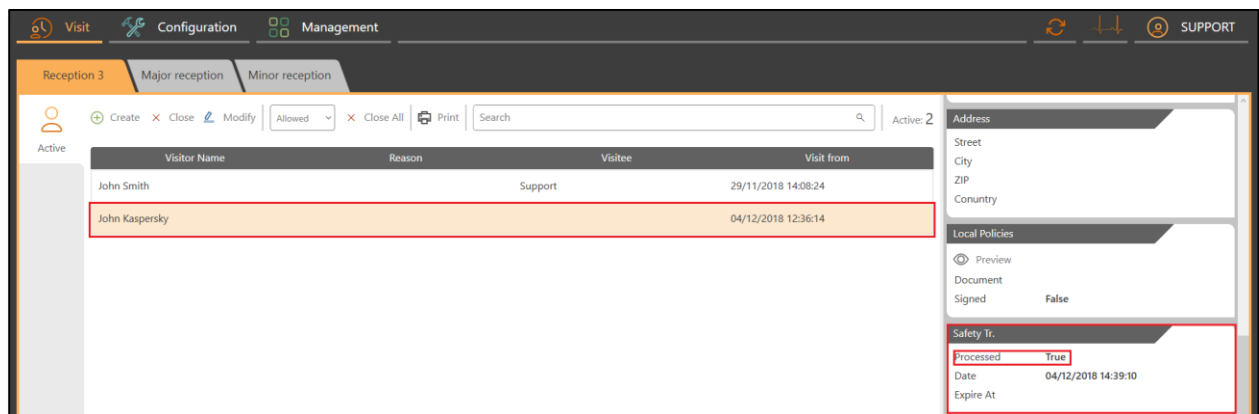 Visit Configuration Management SUPPORT
Reception 3 Major reception Minor reception
Create Close Modify Allowed Close All Print Search Active: 2
Active
Visitor Name Reason Visitee Visit from
John Smith Support 29/11/2018 14:08:24
John Kaspersky 04/12/2018 12:36:14
Address
Street
City
ZIP
Conuntry
Local Policies
Preview
Document
Signed False
Safety Tr.
Processed True
Date 04/12/2018 14:39:10
Expire At